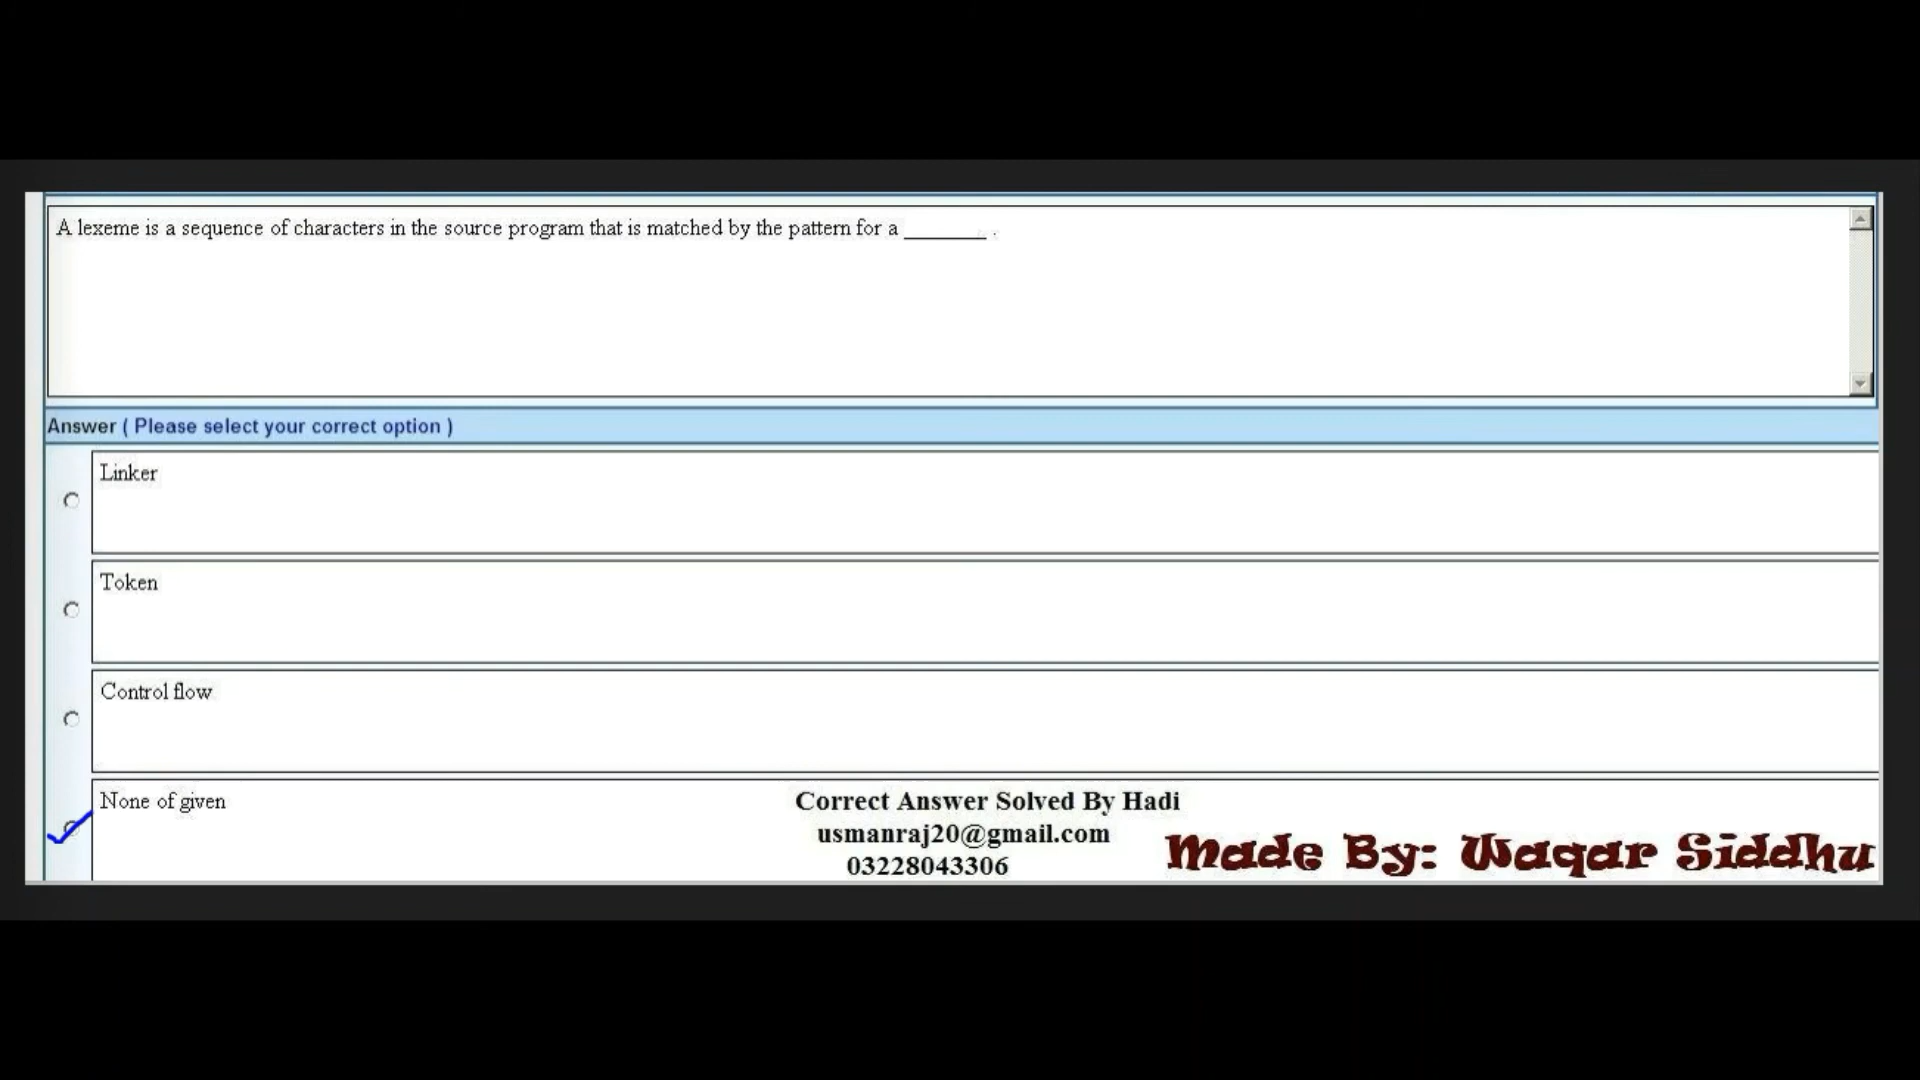 A lexeme is a sequence of characters in the source program that is matched by the pattern for a ________ .
Answer ( Please select your correct option )
Linker
Token
Control flow
None of given
Correct Answer Solved By Hadi
usmanraj20@gmail.com
03228043306
Made By: Waqar Siddhu